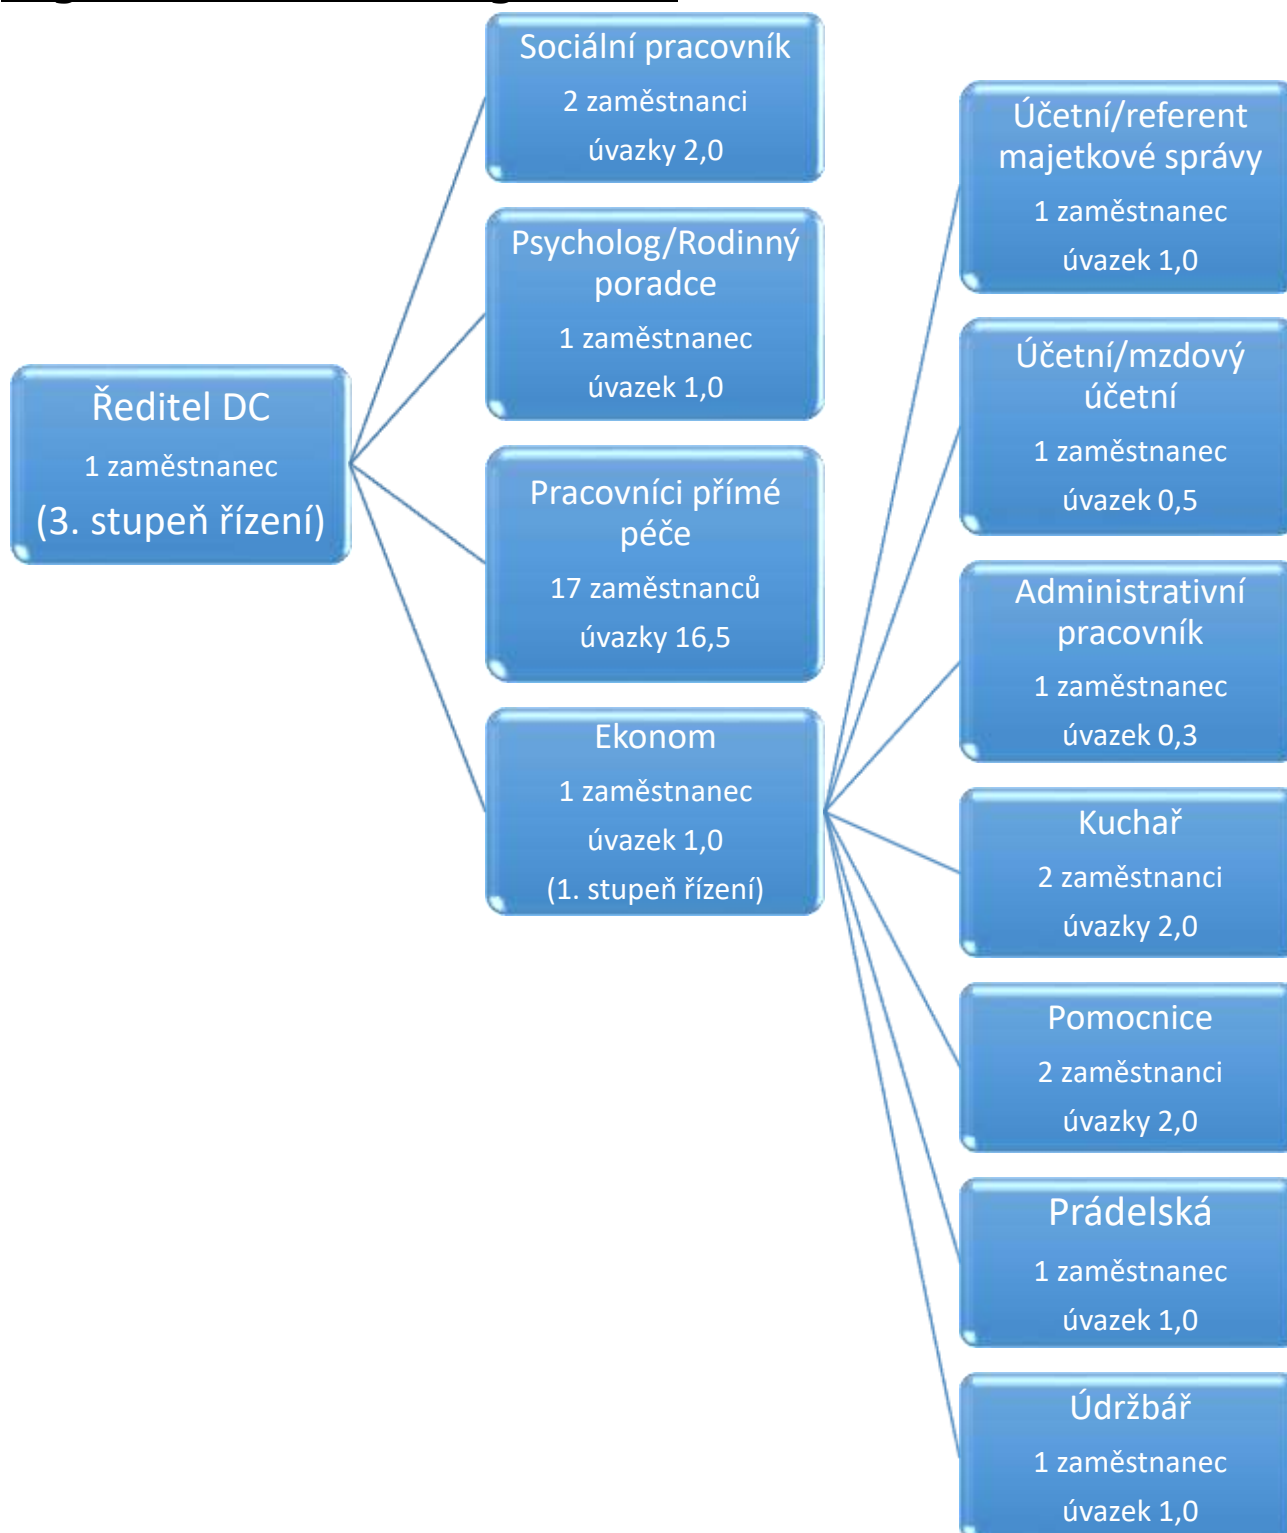 Ředitel DC
1 zaměstnanec
(3. stupeň řízení)
Sociální pracovník
2 zaměstnanci
úvazky 2,0
Psycholog/Rodinný
poradce
1 zaměstnanec
úvazek 1,0
Pracovníci přímé
péče
17 zaměstnanců
úvazky 16,5
Ekonom
1 zaměstnanec
úvazek 1,0
(1. stupeň řízení)
Účetní/referent
majetkové správy
1 zaměstnanec
úvazek 1,0
Účetní/mzdový
účetní
1 zaměstnanec
úvazek 0,5
Administrativní
pracovník
1 zaměstnanec
úvazek 0,3
Kuchař
2 zaměstnanci
úvazky 2,0
Pomocnice
2 zaměstnanci
úvazky 2,0
Prádelská
1 zaměstnanec
úvazek 1,0
Údržbář
1 zaměstnanec
úvazek 1,0